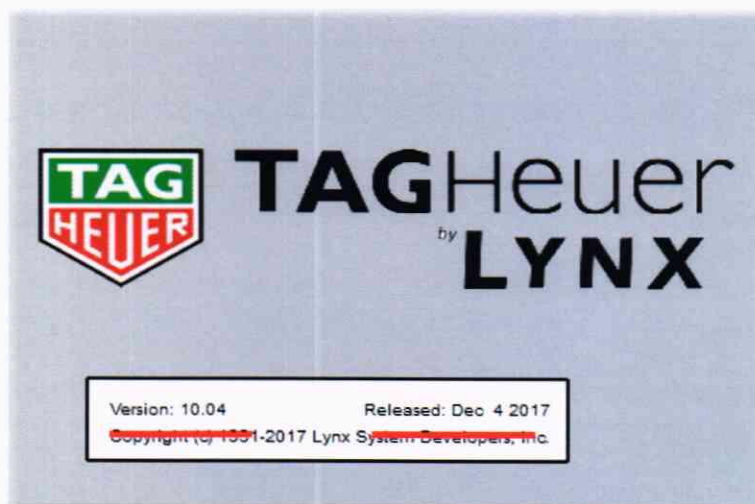 TAG
HEUER
TAGHeuer
by
LYNX
Version: 10.04 Released: Dec 4 2017
Copyright (c) 1991-2017 Lynx System Developers, Inc.